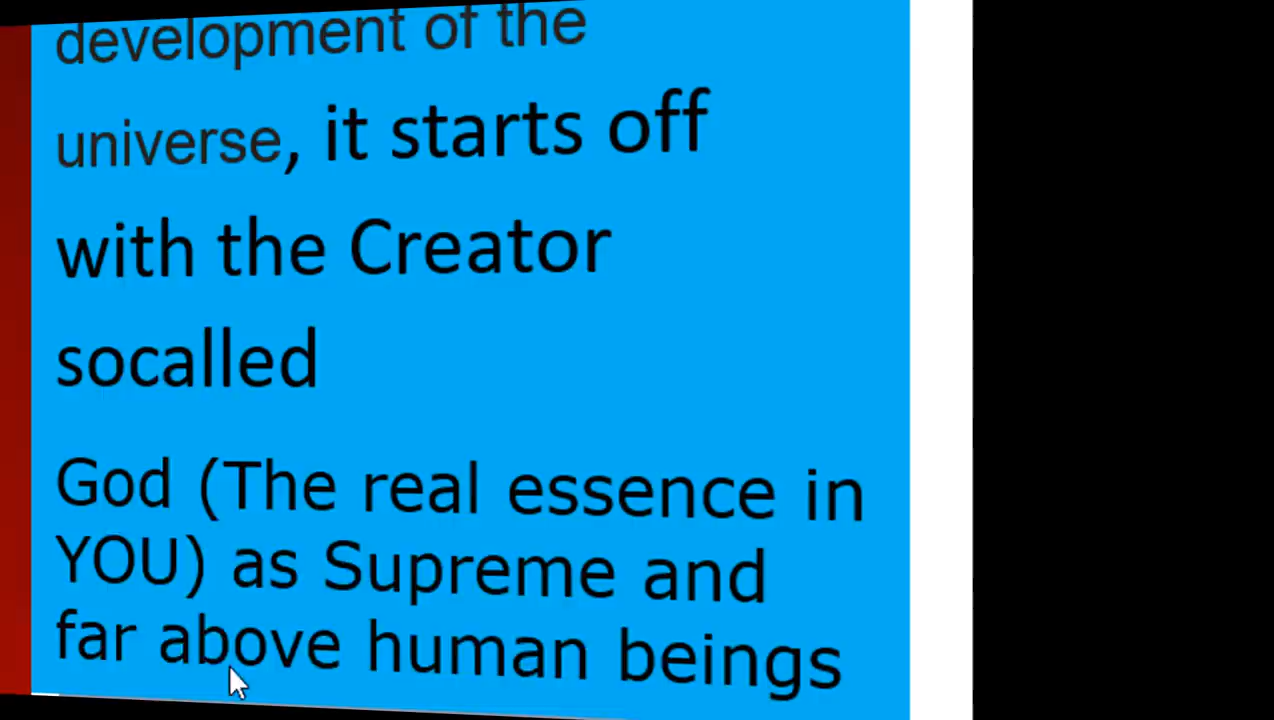 development of the
universe, it starts off
with the Creator
socalled
God (The real essence in
YOU) as Supreme and
far above human beings